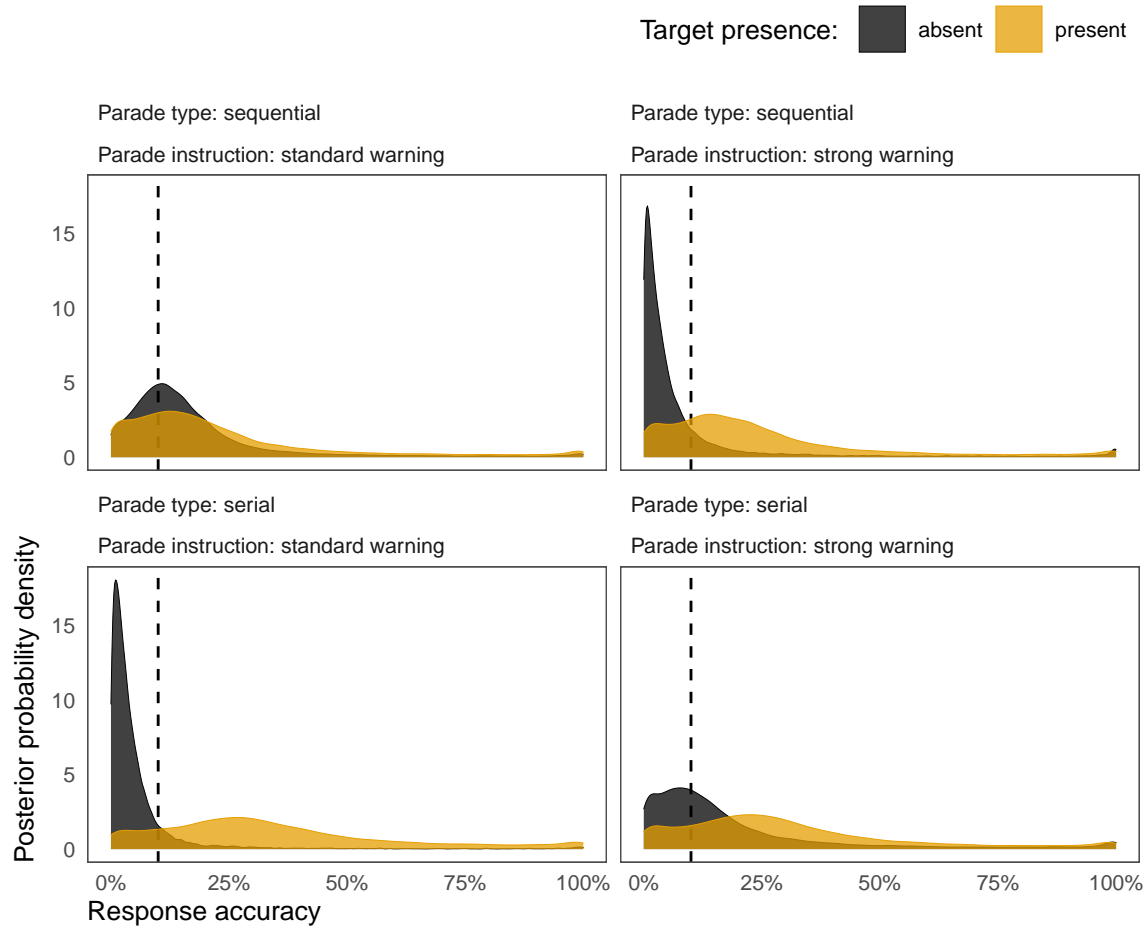 Target presence: absent present
Parade type: sequential
Parade instruction: standard warning
Parade type: sequential
Parade instruction: strong warning
15
10
5
0
Parade type: serial
Parade instruction: standard warning
Parade type: serial
Parade instruction: strong warning
15
10
5
0
0% 25% 50% 75% 100%
0% 25% 50% 75% 100%
Response accuracy
Posterior probability density